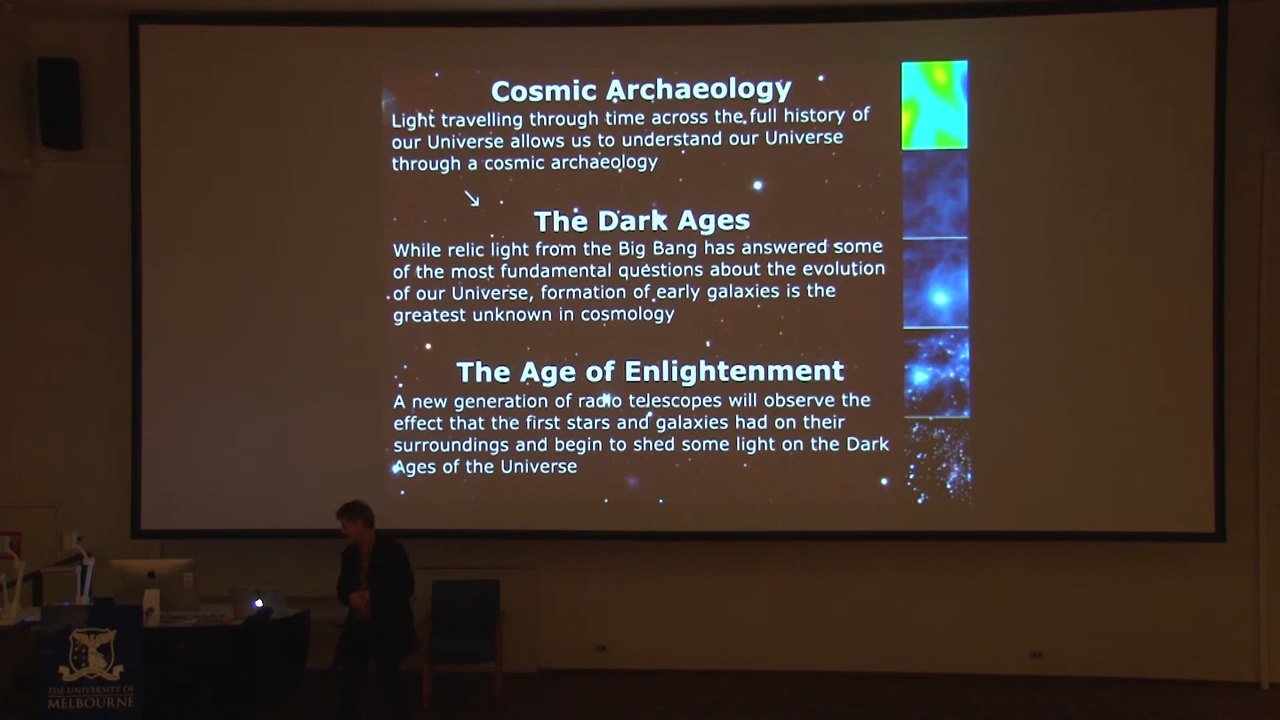 Cosmic Archaeology
Light travelling through time across the full history of
our Universe allows us to understand our Universe
through a cosmic archaeology
The Dark Ages
While relic light from the Big Bang has answered some
of the most fundamental questions about the evolution
of our Universe, formation of early galaxies is the
greatest unknown in cosmology
The Age of Enlightenment
A new generation of radio telescopes will observe the
effect that the first stars and galaxies had on their
surroundings and begin to shed some light on the Dark
Ages of the Universe
THE UNIVERSITY OF
MELBOURNE